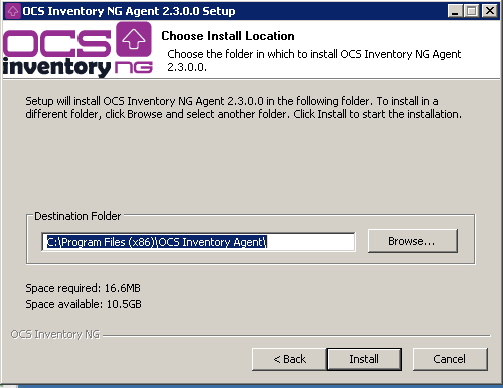 OCS Inventory NG Agent 2.3.0.0 Setup
OCS
inventory NG
Choose Install Location
Choose the folder in which to install OCS Inventory NG Agent
2.3.0.0.
Setup will install OCS Inventory NG Agent 2.3.0.0 in the following folder. To install in a
different folder, click Browse and select another folder. Click Install to start the installation.
Destination Folder
C:\Program Files (x86)\OCS Inventory Agent\
Browse...
Space required: 16.6MB
Space available: 10.5GB
OCS Inventory NG
< Back
Install
Cancel